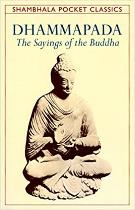 SHAMBHALA POCKET CLASSICS
DHAMMAPADA
The Sayings of the Buddha